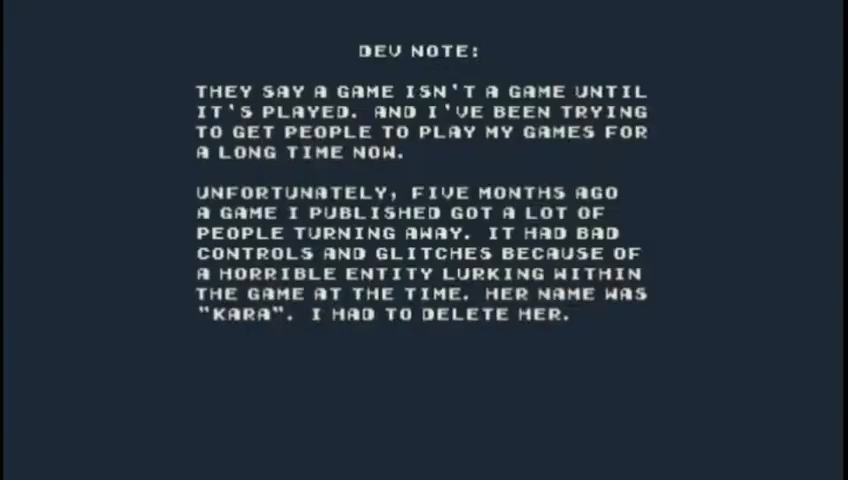 DEV NOTE:
THEY SAY A GAME ISN'T A GAME UNTIL
IT'S PLAYED. AND I'VE BEEN TRYING
TO GET PEOPLE TO PLAY MY GAMES FOR
A LONG TIME NOW.
UNFORTUNATELY, FIVE MONTHS AGO
A GAME I PUBLISHED GOT A LOT OF
PEOPLE TURNING AWAY. IT HAD BAD
CONTROLS AND GLITCHES BECAUSE OF
A HORRIBLE ENTITY LURKING WITHIN
THE GAME AT THE TIME. HER NAME WAS
"KARA". I HAD TO DELETE HER.